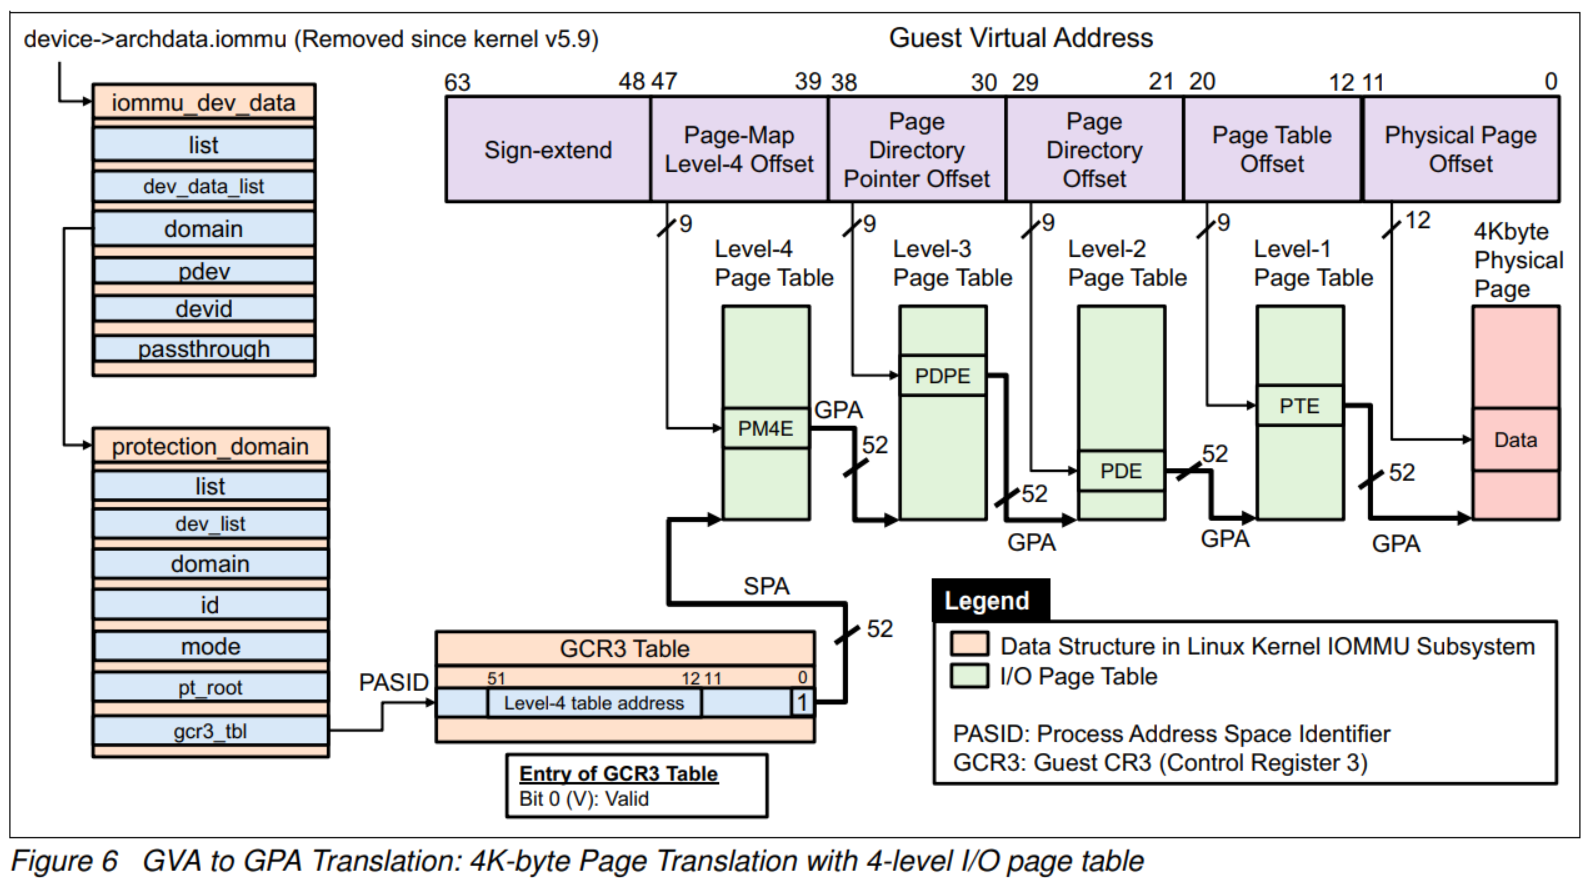 device->archdata.iommu (Removed since kernel v5.9)
iommu_dev_data
list
dev_data_list
domain
pdev
devid
passthrough
protection_domain
list
dev_list
domain
id
mode
pt_root
gcr3_tbl
Guest Virtual Address
63 48 47 39 38 30 29 21 20 12 11 0
Sign-extend
Page-Map
Level-4 Offset
Page
Directory
Pointer Offset
Page
Directory
Offset
Page Table
Offset
Physical Page
Offset
9
9
9
9
12
Level-4
Page Table
Level-3
Page Table
Level-2
Page Table
Level-1
Page Table
4Kbyte
Physical
Page
PM4E
GPA
52
PDPE
52
GPA
PDE
52
GPA
PTE
52
GPA
Data
SPA
52
PASID
GCR3 Table
51 12 11 0
Level-4 table address
1
Entry of GCR3 Table
Bit 0 (V): Valid
Legend
Data Structure in Linux Kernel IOMMU Subsystem
I/O Page Table
PASID: Process Address Space Identifier
GCR3: Guest CR3 (Control Register 3)
Figure 6 GVA to GPA Translation: 4K-byte Page Translation with 4-level I/O page table